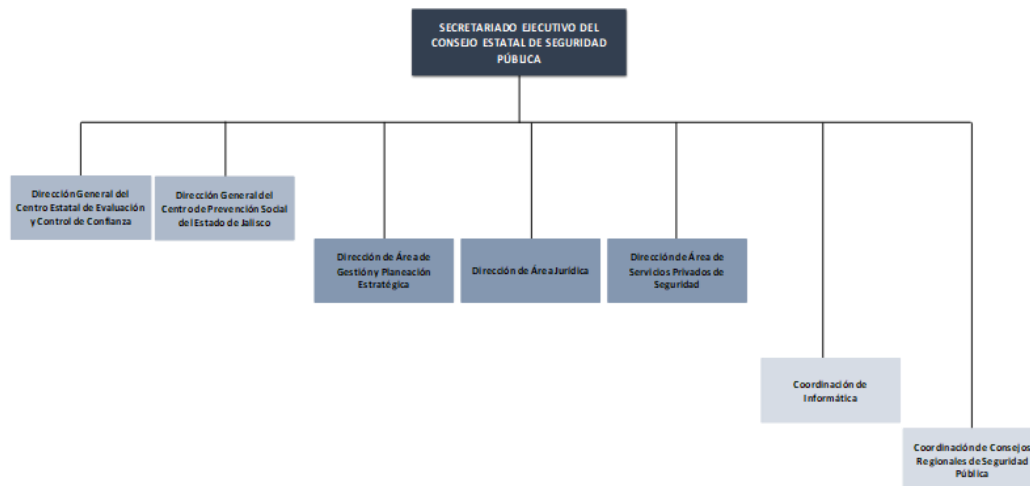 SECRETARIADO EJECUTIVO DEL
CONSEJO ESTATAL DE SEGURIDAD
PÚBLICA
Dirección General del
Centro Estatal de Evaluación
y Control de Confianza
Dirección General del
Centro de Prevención Social
del Estado de Jalisco
Dirección de Área de
Gestión y Planeación
Estratégica
Dirección de Área Jurídica
Dirección de Área de
Servicios Privados de
Seguridad
Coordinación de
Informática
Coordinación de Consejos
Regionales de Seguridad
Pública